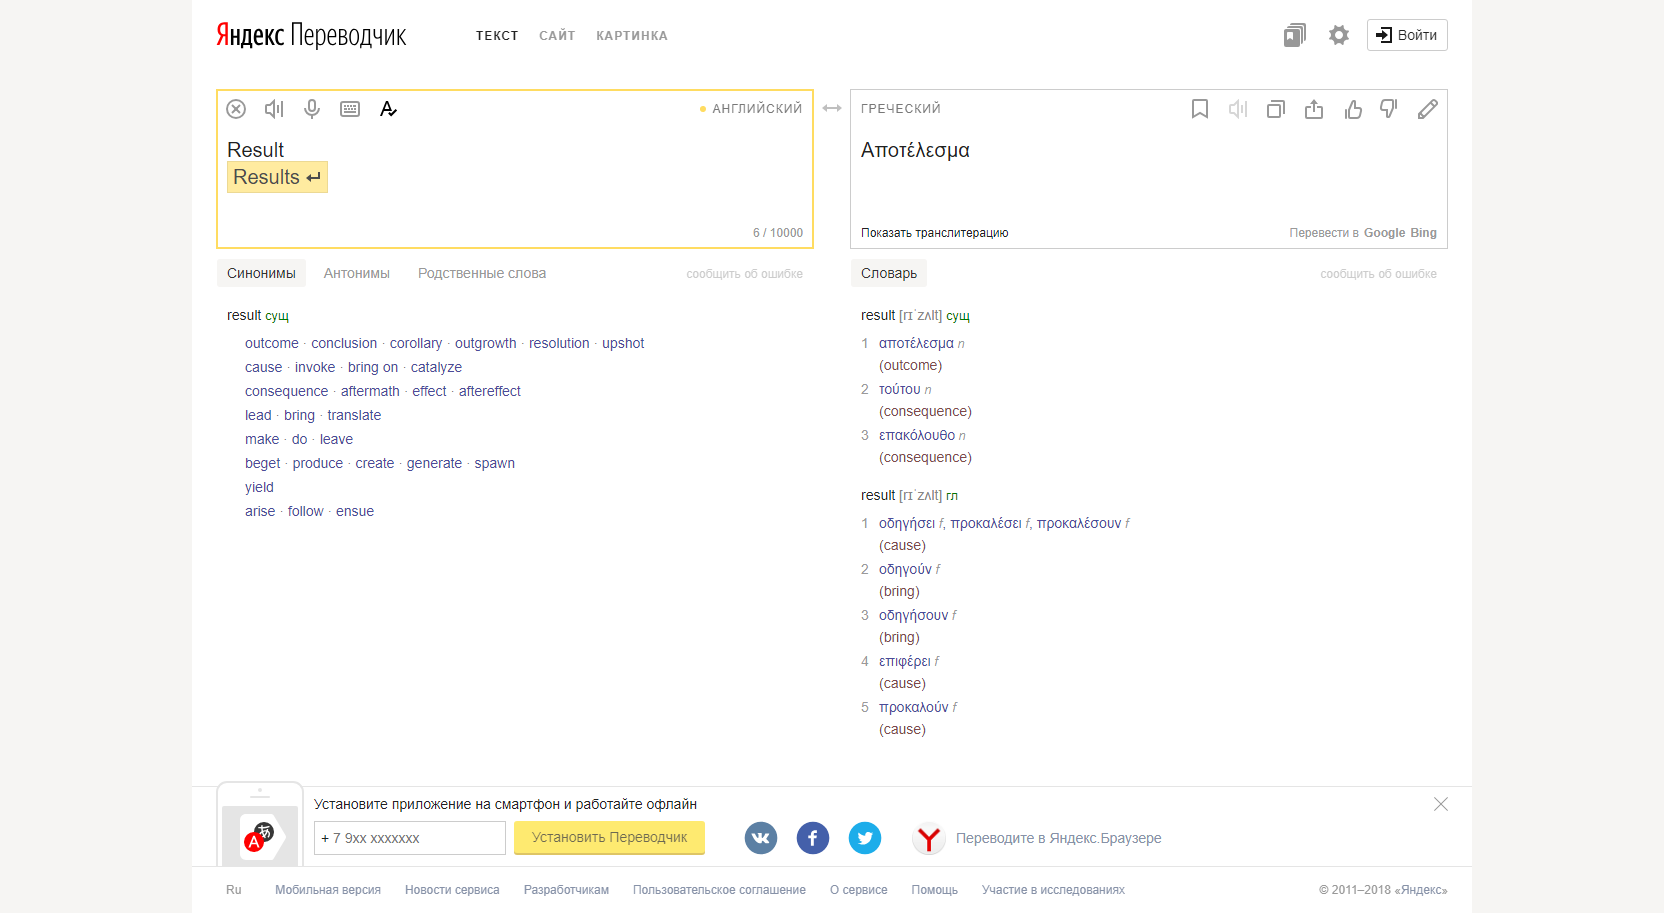 Яндекс Переводчик
ТЕКСТ САЙТ КАРТИНКА
Войти
АНГЛИЙСКИЙ
Result
Results
6 / 10000
ГРЕЧЕСКИЙ
Αποτέλεσμα
Показать транслитерацию
Перевести в Google Bing
Синонимы Антонимы Родственные слова сообщить об ошибке
result сущ
outcome · conclusion · corollary · outgrowth · resolution · upshot
cause · invoke · bring on · catalyze
consequence · aftermath · effect · aftereffect
lead · bring · translate
make · do · leave
beget · produce · create · generate · spawn
yield
arise · follow · ensue
Словарь сообщить об ошибке
result [rɪˈzʌlt] сущ
1 αποτέλεσμα n
(outcome)
2 τούτου n
(consequence)
3 επακόλουθο n
(consequence)
result [rɪˈzʌlt] гл
1 οδηγήσει f, προκαλέσει f, προκαλέσουν f
(cause)
2 οδηγούν f
(bring)
3 οδηγήσουν f
(bring)
4 επιφέρει f
(cause)
5 προκαλούν f
(cause)
Установите приложение на смартфон и работайте офлайн
+ 7 9xx xxxxxxx
Установить Переводчик
Переводите в Яндекс.Браузере
Ru Мобильная версия Новости сервиса Разработчикам Пользовательское соглашение О сервисе Помощь Участие в исследованиях © 2011–2018 «Яндекс»